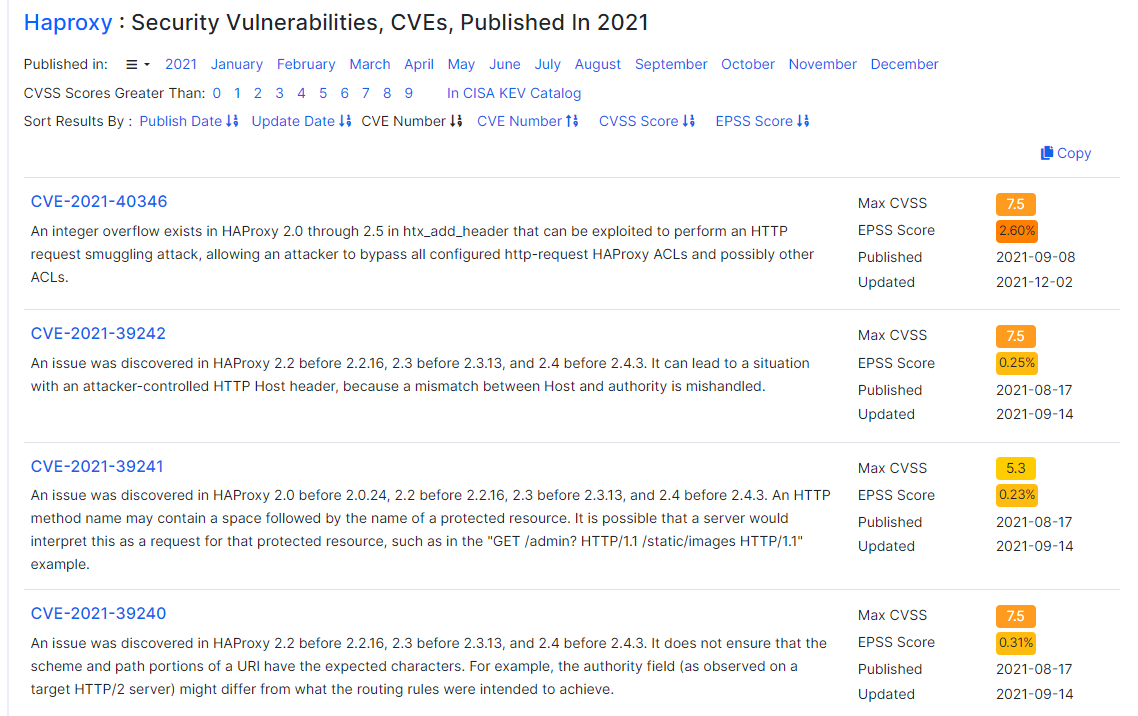 Haproxy : Security Vulnerabilities, CVEs, Published In 2021
Published in: 2021 January February March April May June July August September October November December
CVSS Scores Greater Than: 0 1 2 3 4 5 6 7 8 9 In CISA KEV Catalog
Sort Results By : Publish Date Update Date CVE Number CVE Number CVSS Score EPSS Score
Copy
CVE-2021-40346
An integer overflow exists in HAProxy 2.0 through 2.5 in htx_add_header that can be exploited to perform an HTTP
request smuggling attack, allowing an attacker to bypass all configured http-request HAProxy ACLs and possibly other
ACLs.
Max CVSS 7.5
EPSS Score 2.60%
Published 2021-09-08
Updated 2021-12-02
CVE-2021-39242
An issue was discovered in HAProxy 2.2 before 2.2.16, 2.3 before 2.3.13, and 2.4 before 2.4.3. It can lead to a situation
with an attacker-controlled HTTP Host header, because a mismatch between Host and authority is mishandled.
Max CVSS 7.5
EPSS Score 0.25%
Published 2021-08-17
Updated 2021-09-14
CVE-2021-39241
An issue was discovered in HAProxy 2.0 before 2.0.24, 2.2 before 2.2.16, 2.3 before 2.3.13, and 2.4 before 2.4.3. An HTTP
method name may contain a space followed by the name of a protected resource. It is possible that a server would
interpret this as a request for that protected resource, such as in the "GET /admin? HTTP/1.1 /static/images HTTP/1.1"
example.
Max CVSS 5.3
EPSS Score 0.23%
Published 2021-08-17
Updated 2021-09-14
CVE-2021-39240
An issue was discovered in HAProxy 2.2 before 2.2.16, 2.3 before 2.3.13, and 2.4 before 2.4.3. It does not ensure that the
scheme and path portions of a URI have the expected characters. For example, the authority field (as observed on a
target HTTP/2 server) might differ from what the routing rules were intended to achieve.
Max CVSS 7.5
EPSS Score 0.31%
Published 2021-08-17
Updated 2021-09-14